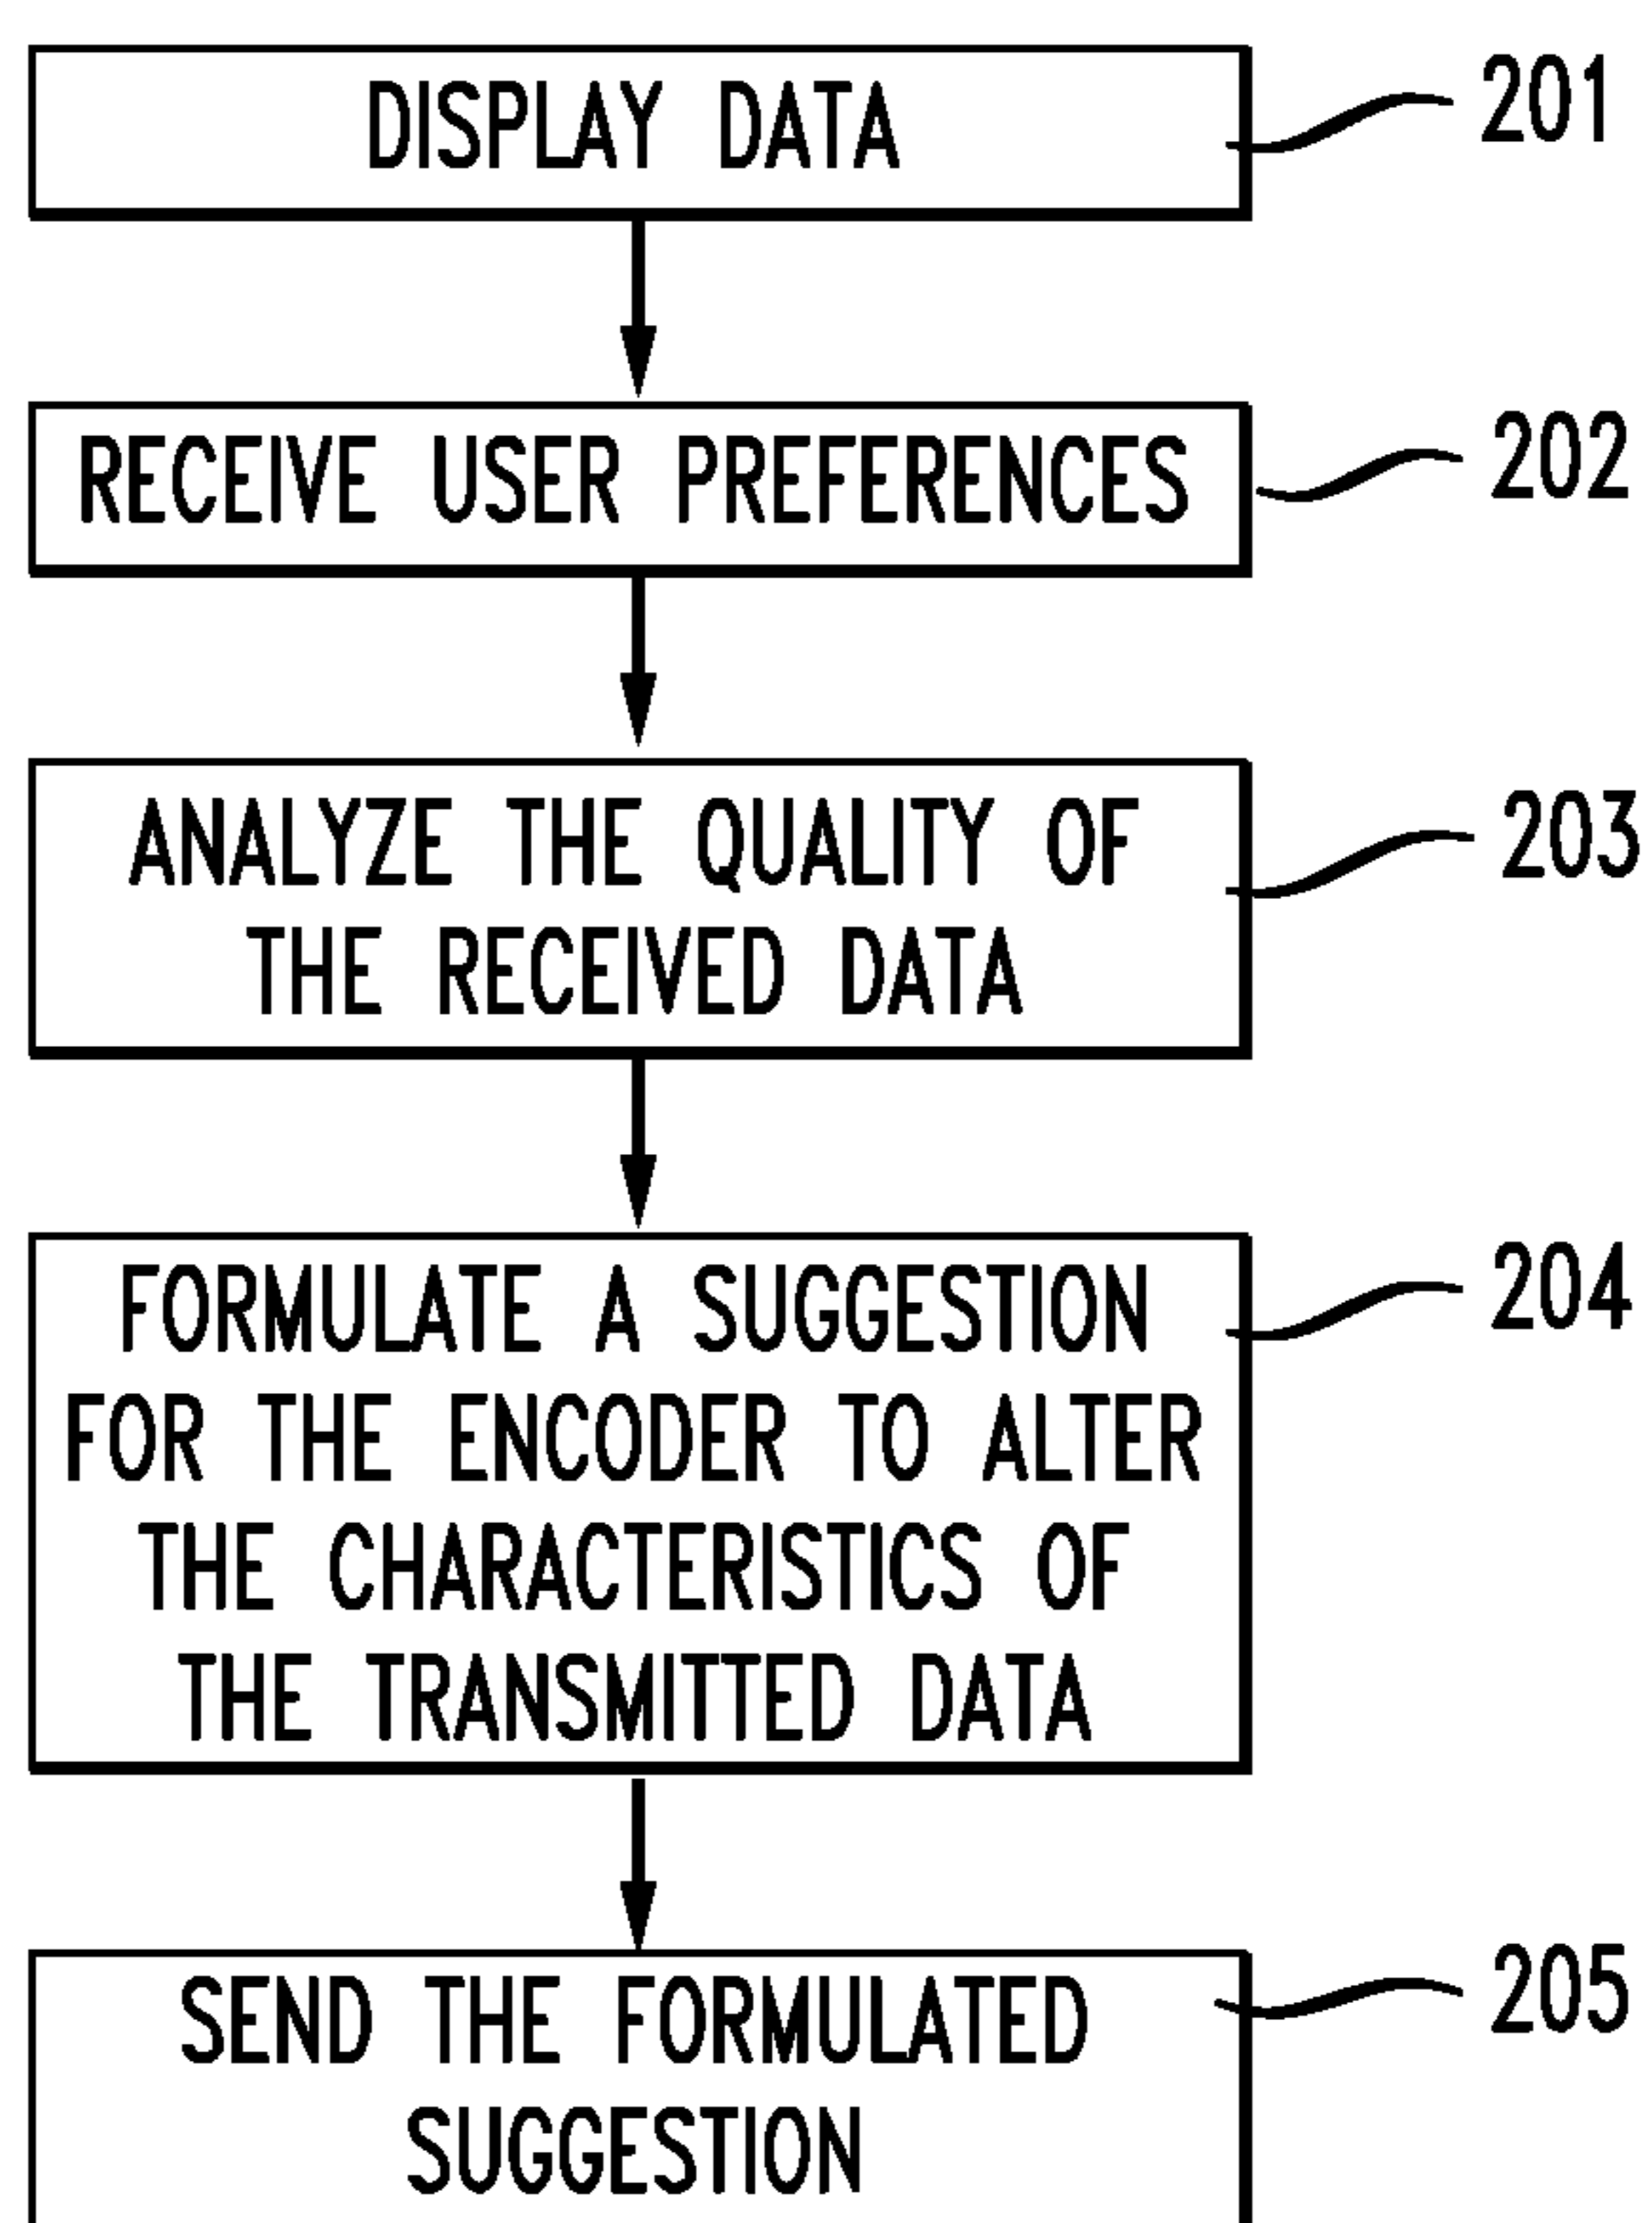 DISPLAY DATA
201
RECEIVE USER PREFERENCES
202
ANALYZE THE QUALITY OF
THE RECEIVED DATA
203
FORMULATE A SUGGESTION
FOR THE ENCODER TO ALTER
THE CHARACTERISTICS OF
THE TRANSMITTED DATA
204
SEND THE FORMULATED
SUGGESTION
205